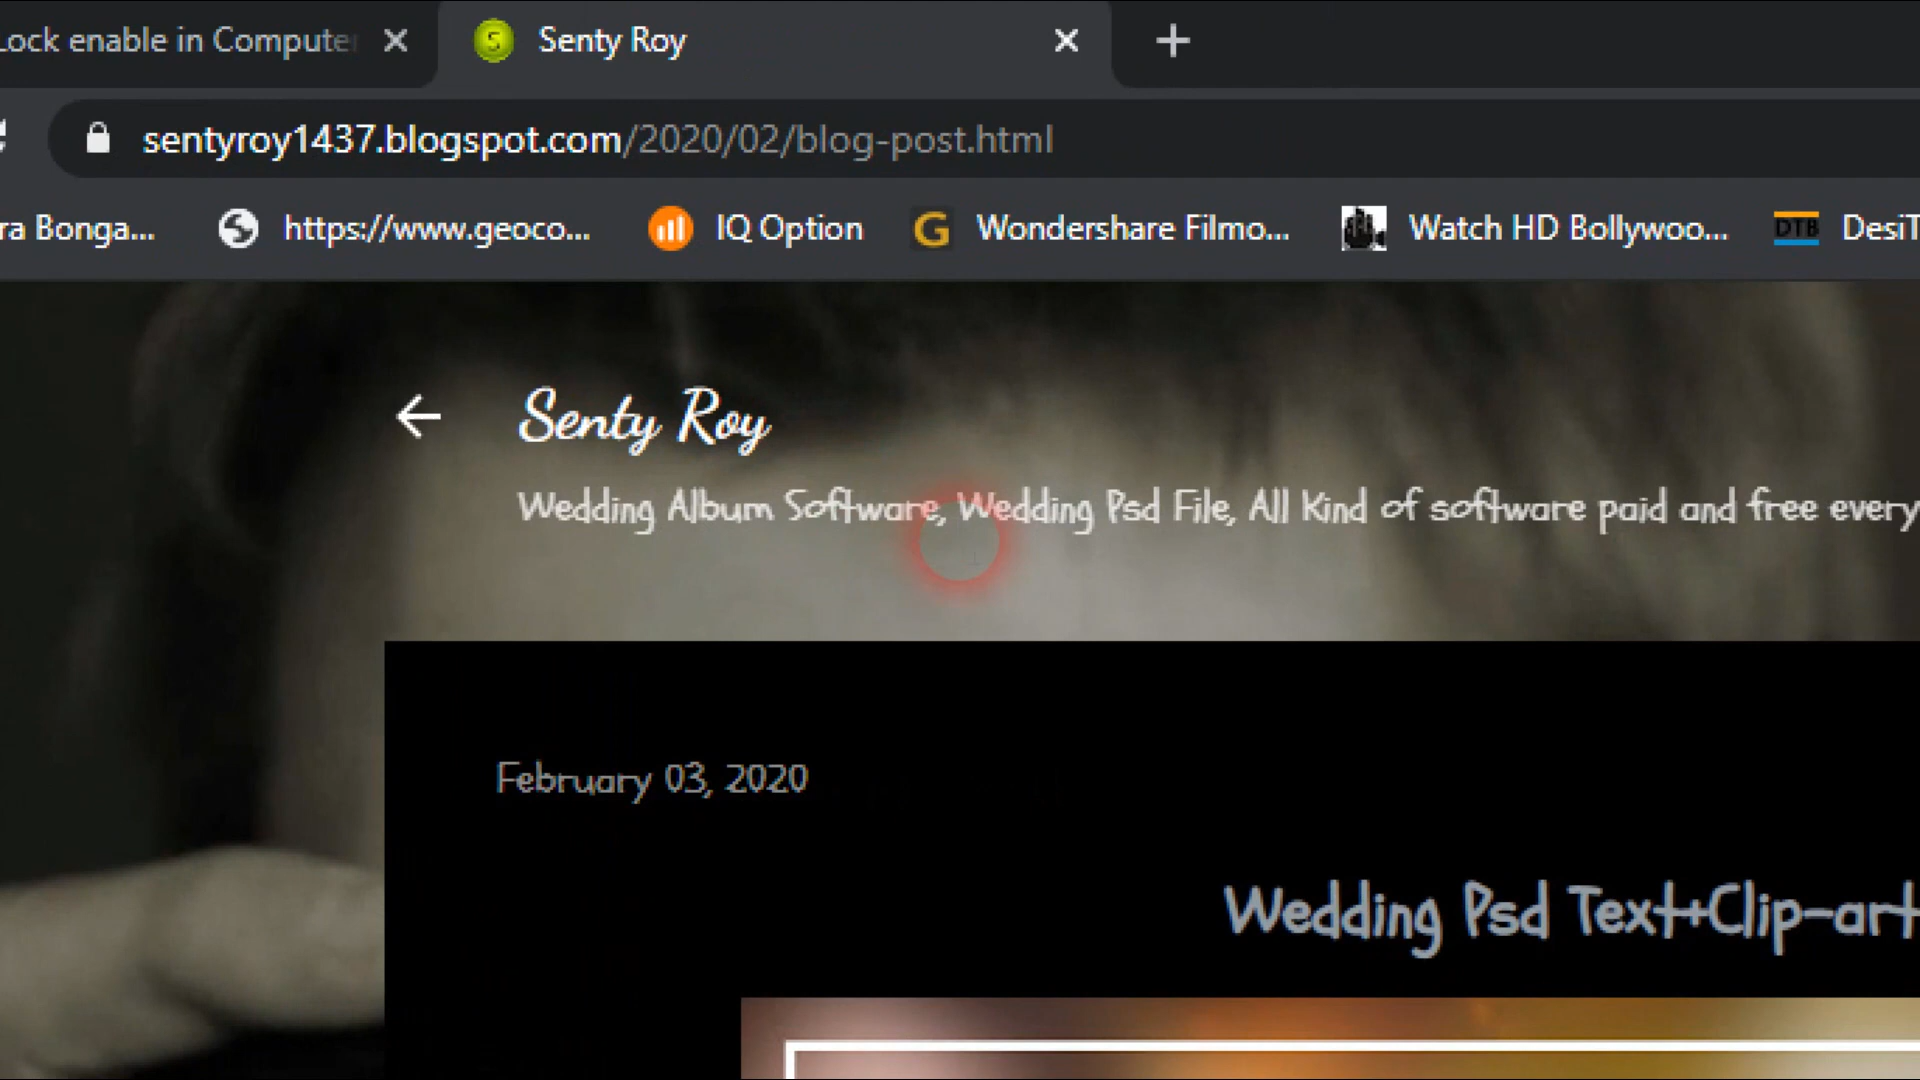 Lock enable in Compute
Senty Roy
sentyroy1437.blogspot.com/2020/02/blog-post.html
ra Bonga...
https://www.geoco...
IQ Option
Wondershare Filmo...
Watch HD Bollywoo...
DTB
DesiT
Senty Roy
Wedding Album Software, Wedding Psd File, All Kind of software paid and free every
February 03, 2020
Wedding Psd Text+Clip-art